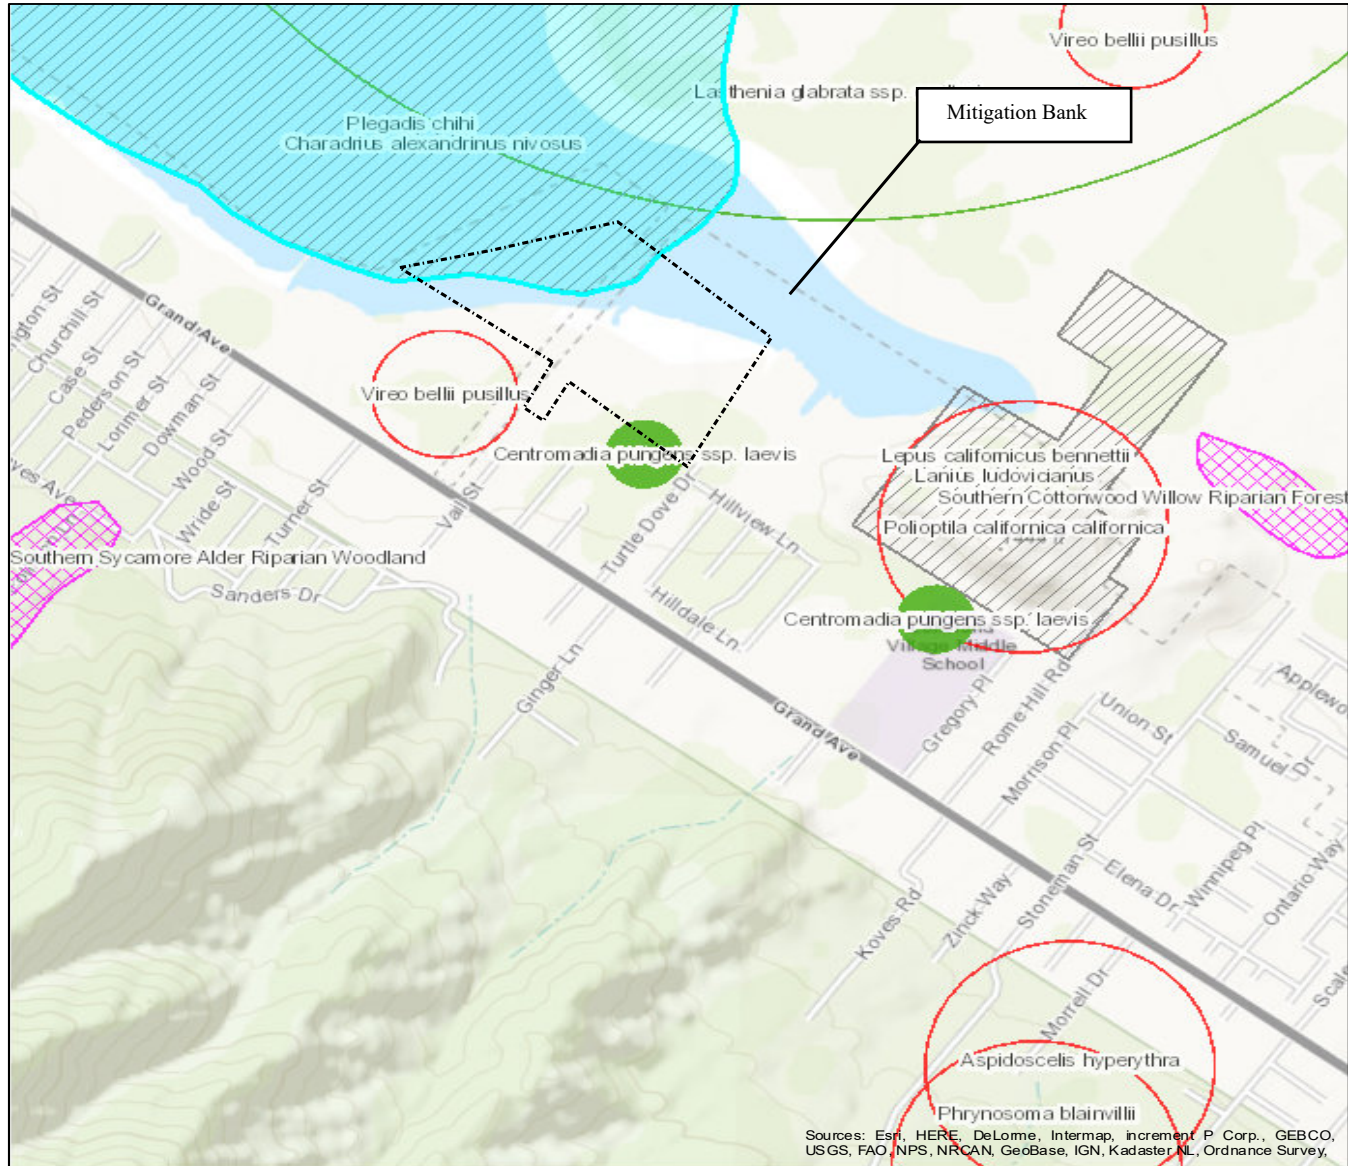 Vireo bellii pusillus
Lasthenia glabrata ssp.
Mitigation Bank
Plegadis chihi
Charadrius alexandrinus nivosus
ington St
Churchill St
Case St
Pederson St
Lorimer St
Dowman St
Wood St
Wride St
Turner St
Grand Ave
Vireo bellii pusillus
Vail St
Centromadia pungens ssp. laevis
Lepus californicus bennettii
Lanius ludovicianus
Southern Cottonwood Willow Riparian Forest
Polioptila californica californica
Hillview Ln
Turtle Dove Dr
Southern Sycamore Alder Riparian Woodland
Sanders Dr
Hilldale Ln
Centromadia pungens ssp. laevis
Village Middle
School
Ginger Ln
Grand Ave
Gregory Pl
Rome Hill Rd
Morrison Pl
Union St
Samuel Dr
Applewo
Stoneman St
Elena Dr
Winnipeg Pl
Ontario Way
Koves Rd
Zinck Way
Morrell Dr
Scale
Aspidoscelis hyperythra
Phrynosoma blainvillii
Sources: Esri, HERE, DeLorme, Intermap, increment P Corp., GEBCO,
USGS, FAO, NPS, NRCAN, GeoBase, IGN, Kadaster NL, Ordnance Survey,